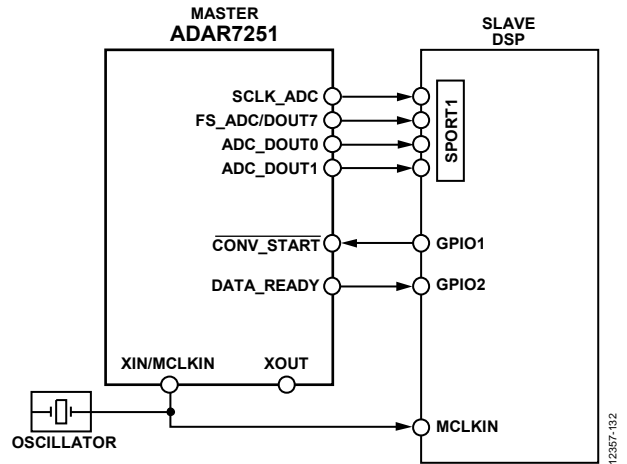 MASTER
ADAR7251
SLAVE
DSP
SCLK_ADC
FS_ADC/DOUT7
ADC_DOUT0
ADC_DOUT1
SPORT1
CONV_START
GPIO1
DATA_READY
GPIO2
XIN/MCLKIN
XOUT
OSCILLATOR
MCLKIN
12357-132